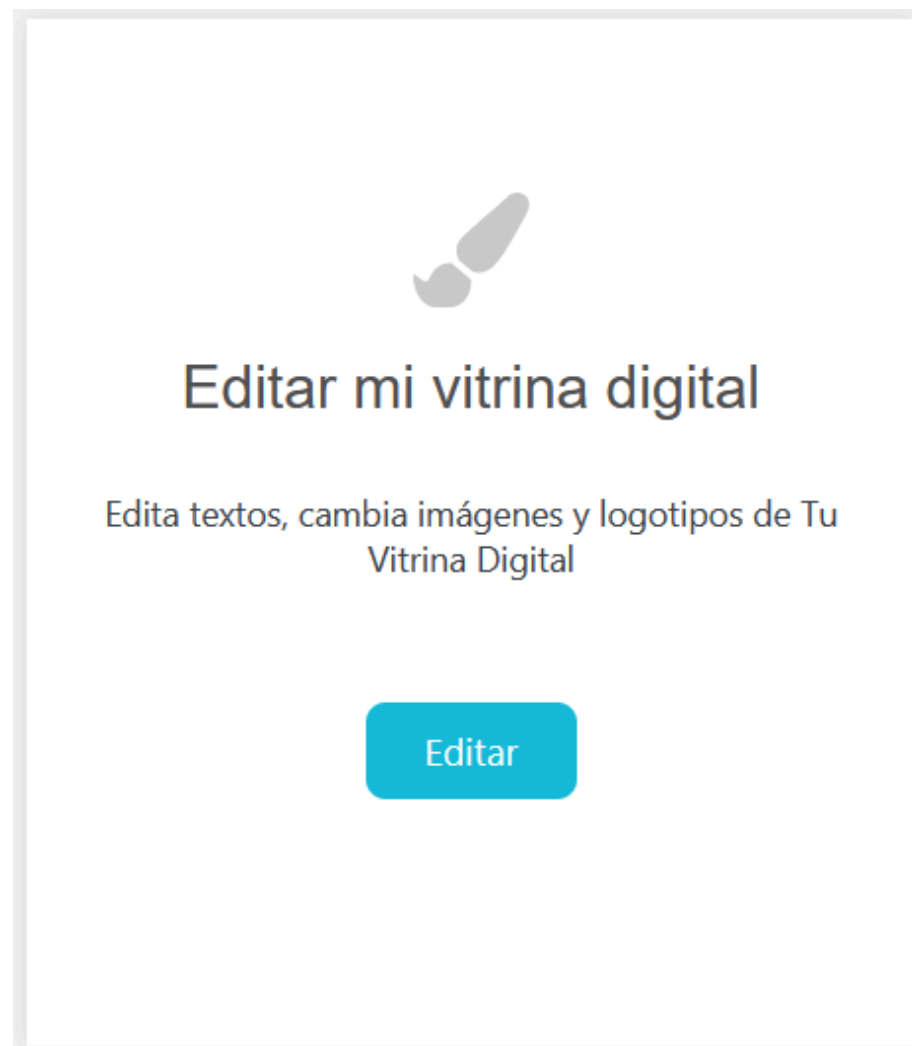 Editar mi vitrina digital
Edita textos, cambia imágenes y logotipos de Tu
Vitrina Digital
Editar